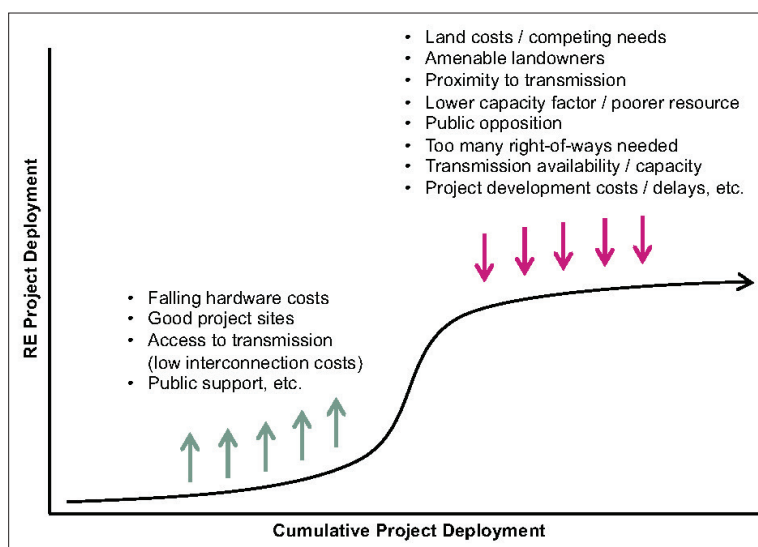 • Land costs / competing needs
• Amenable landowners
• Proximity to transmission
• Lower capacity factor / poorer resource
• Public opposition
• Too many right-of-ways needed
• Transmission availability / capacity
• Project development costs / delays, etc.
• Falling hardware costs
• Good project sites
• Access to transmission
(low interconnection costs)
• Public support, etc.
RE Project Deployment
Cumulative Project Deployment